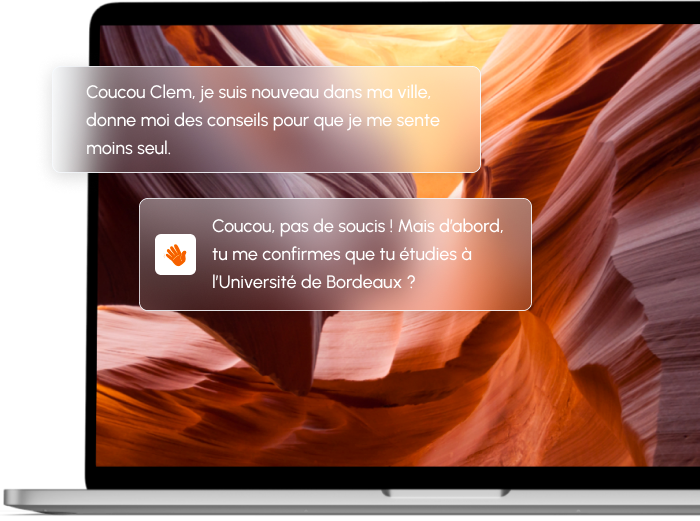 Coucou Clem, je suis nouveau dans ma ville,
donne moi des conseils pour que je me sente
moins seul.
Coucou, pas de soucis ! Mais d'abord,
tu me confirmes que tu étudies à
l'Université de Bordeaux ?